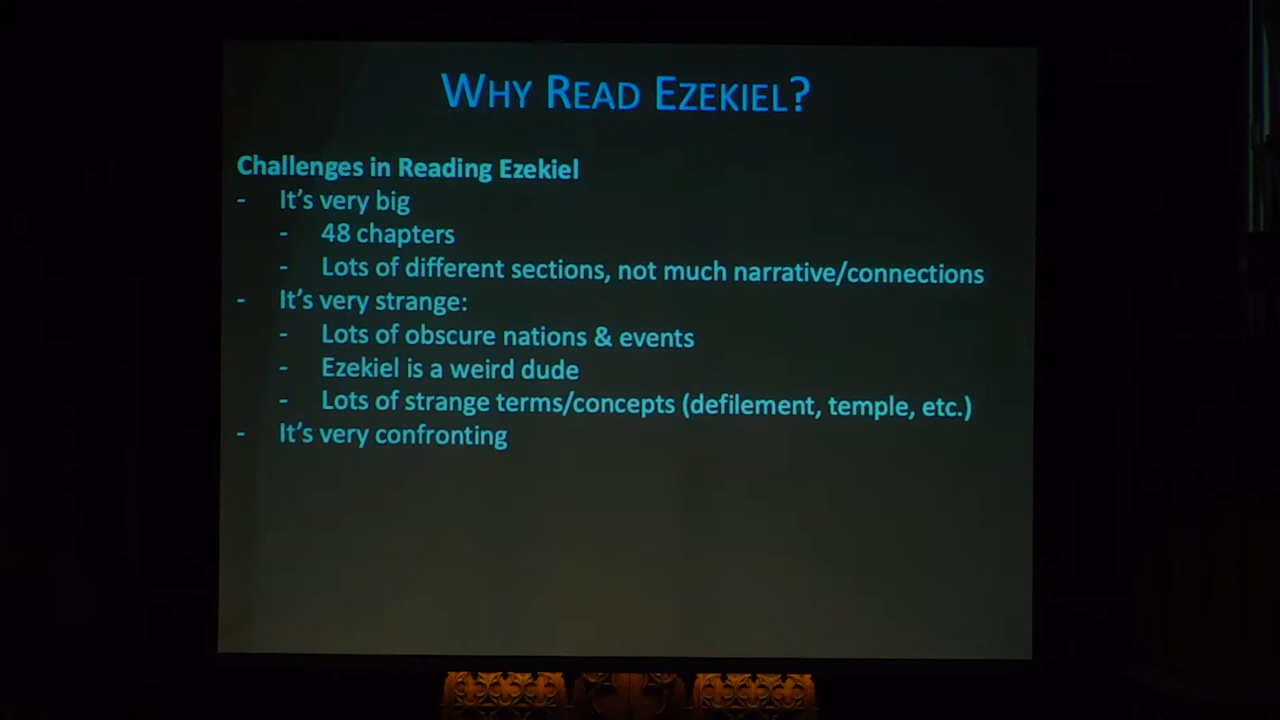 WHY READ EZEKIEL?
Challenges in Reading Ezekiel
- It's very big
- 48 chapters
- Lots of different sections, not much narrative/connections
- It's very strange:
- Lots of obscure nations & events
- Ezekiel is a weird dude
- Lots of strange terms/concepts (defilement, temple, etc.)
- It's very confronting